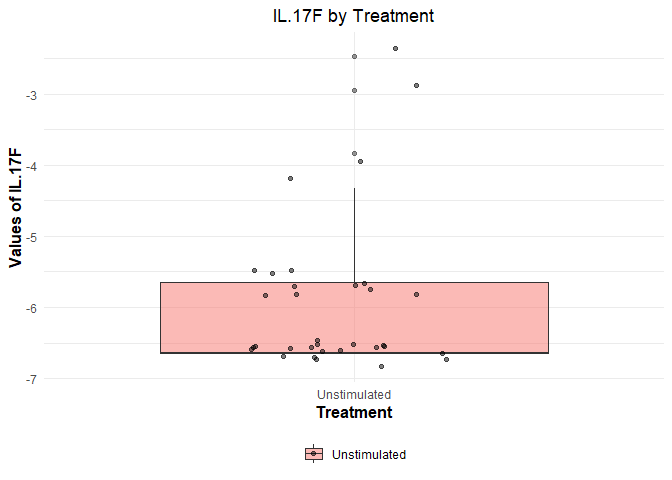 IL.17F by Treatment
Values of IL.17F
-3
-4
-5
-6
-7
Unstimulated
Treatment
Unstimulated